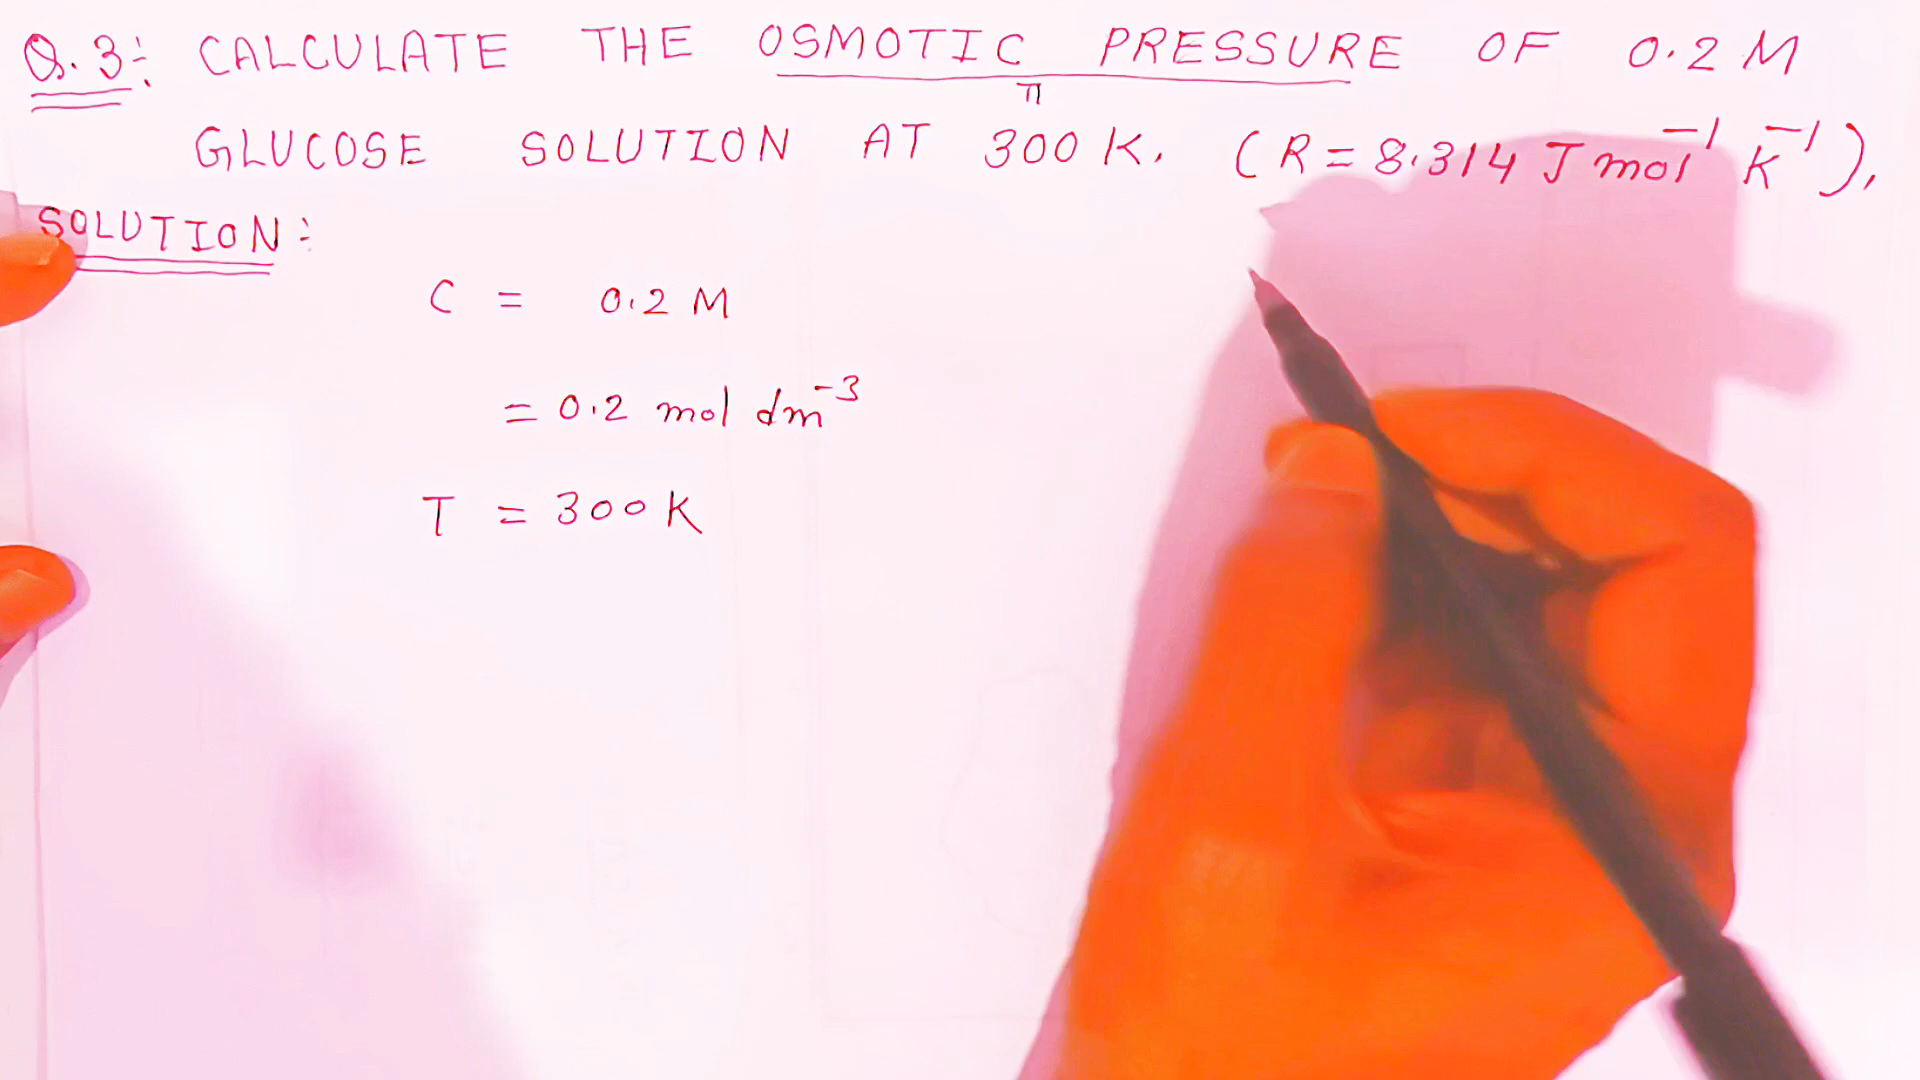 Q.3:- CALCULATE THE OSMOTIC PRESSURE OF 0.2 M
π
GLUCOSE SOLUTION AT 300 K. (R = 8.314 J mol⁻¹ K⁻¹).
SOLUTION:-
C = 0.2 M
= 0.2 mol dm⁻³
T = 300 K